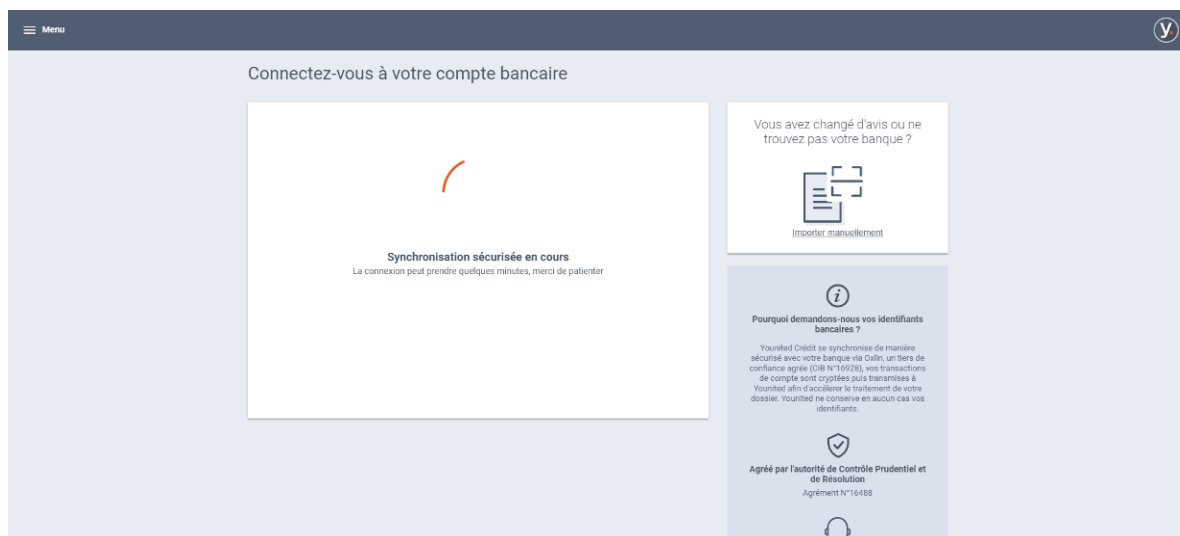 Menu
y.
Connectez-vous à votre compte bancaire
Synchronisation sécurisée en cours
La connexion peut prendre quelques minutes, merci de patienter
Vous avez changé d'avis ou ne
trouvez pas votre banque ?
Importer manuellement
Pourquoi demandons-nous vos identifiants
bancaires ?
Younited Crédit se synchronise de manière
sécurisé avec votre banque via Oxlin, un tiers de
confiance agrée (CIB N°16928), vos transactions
de compte sont cryptées puis transmises à
Younited afin d'accélerer le traitement de votre
dossier. Younited ne conserve en aucun cas vos
identifiants.
Agréé par l'autorité de Contrôle Prudentiel et
de Résolution
Agrément N°16488